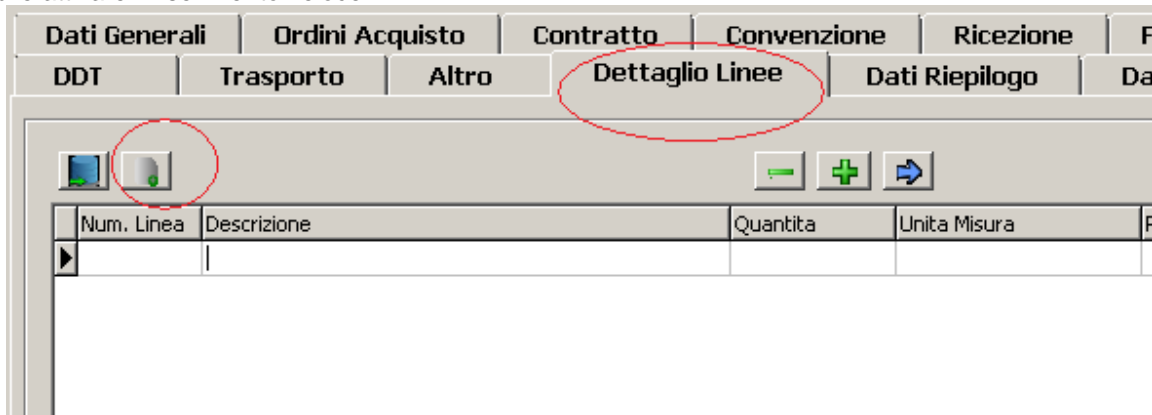 Dati Generali Ordini Acquisto Contratto Convenzione Ricezione
DDT Trasporto Altro Dettaglio Linee Dati Riepilogo
Num. Linea Descrizione Quantita Unita Misura